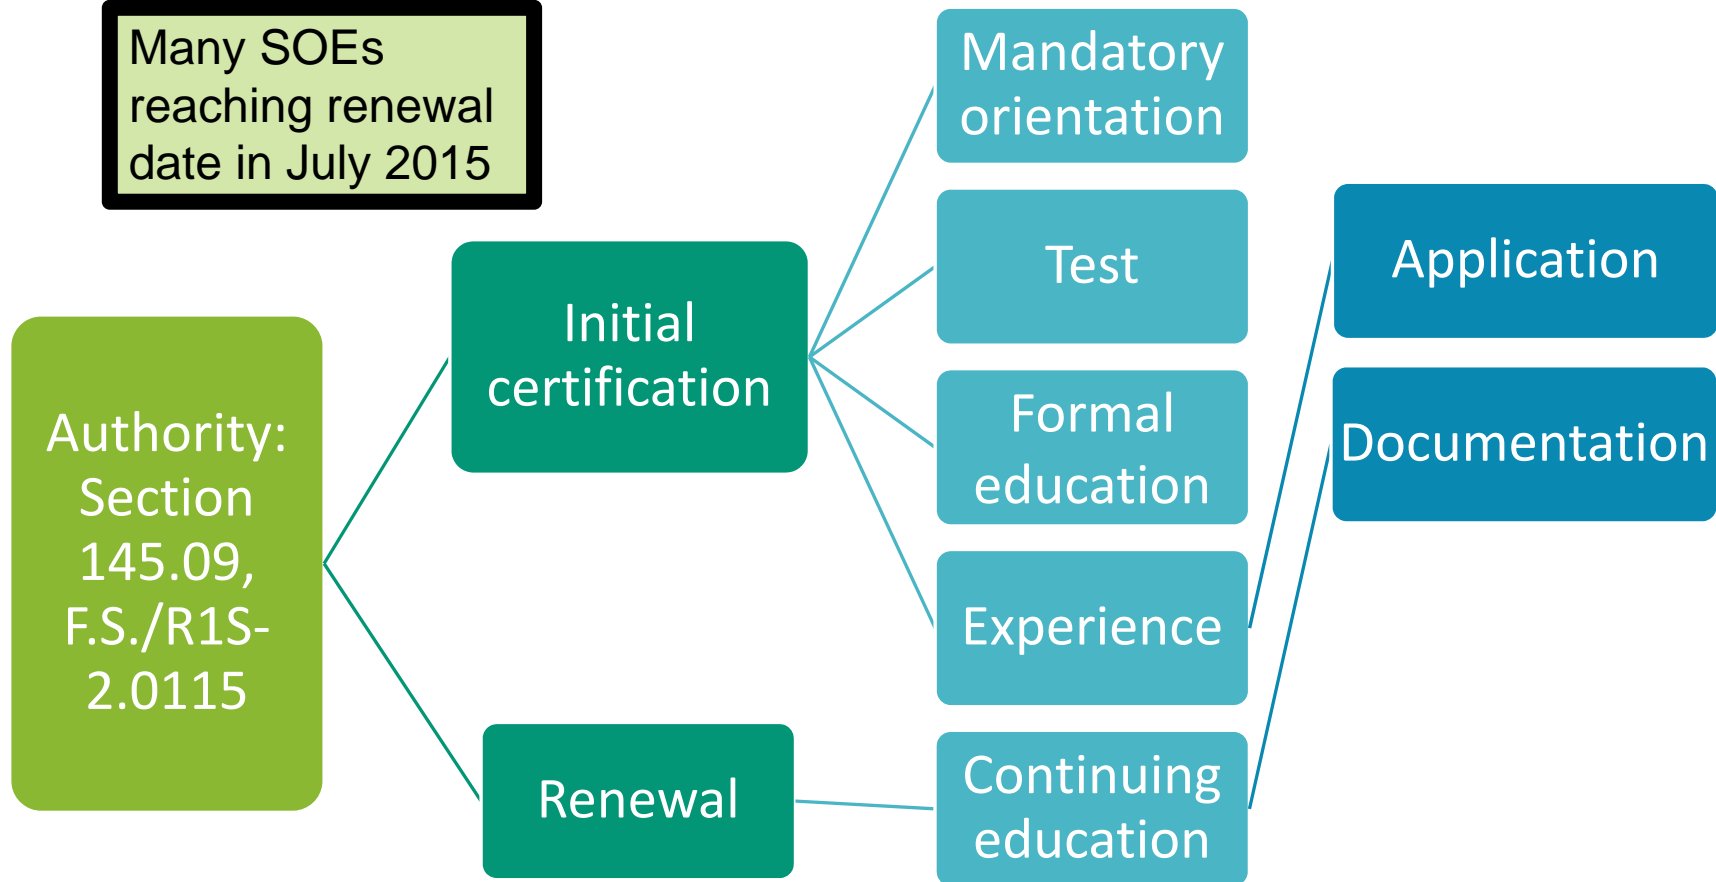 Many SOEs
reaching renewal
date in July 2015
Authority:
Section
145.09,
F.S./R1S-
2.0115
Initial
certification
Renewal
Mandatory
orientation
Test
Formal
education
Experience
Continuing
education
Application
Documentation